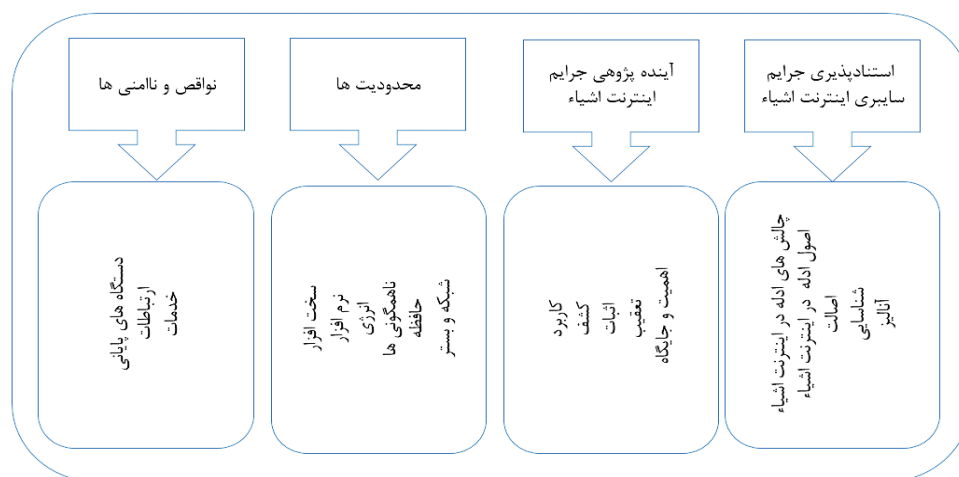 استنادپذیری جرایم
سایبری اینترنت اشیاء
آینده پژوهی جرایم
اینترنت اشیاء
محدودیت ها
نواقص و ناامنی ها
چالش های ادله در اینترنت اشیاء
اصول ادله در اینترنت اشیاء
اصالت
شناسایی
آنالیز
کاربرد
کشف
اثبات
تعقیب
اهمیت و جایگاه
سخت افزار
نرم افزار
انرژی
ناهمگونی ها
حافظه
شبکه و بستر
دستگاه های پایانی
ارتباطات
خدمات